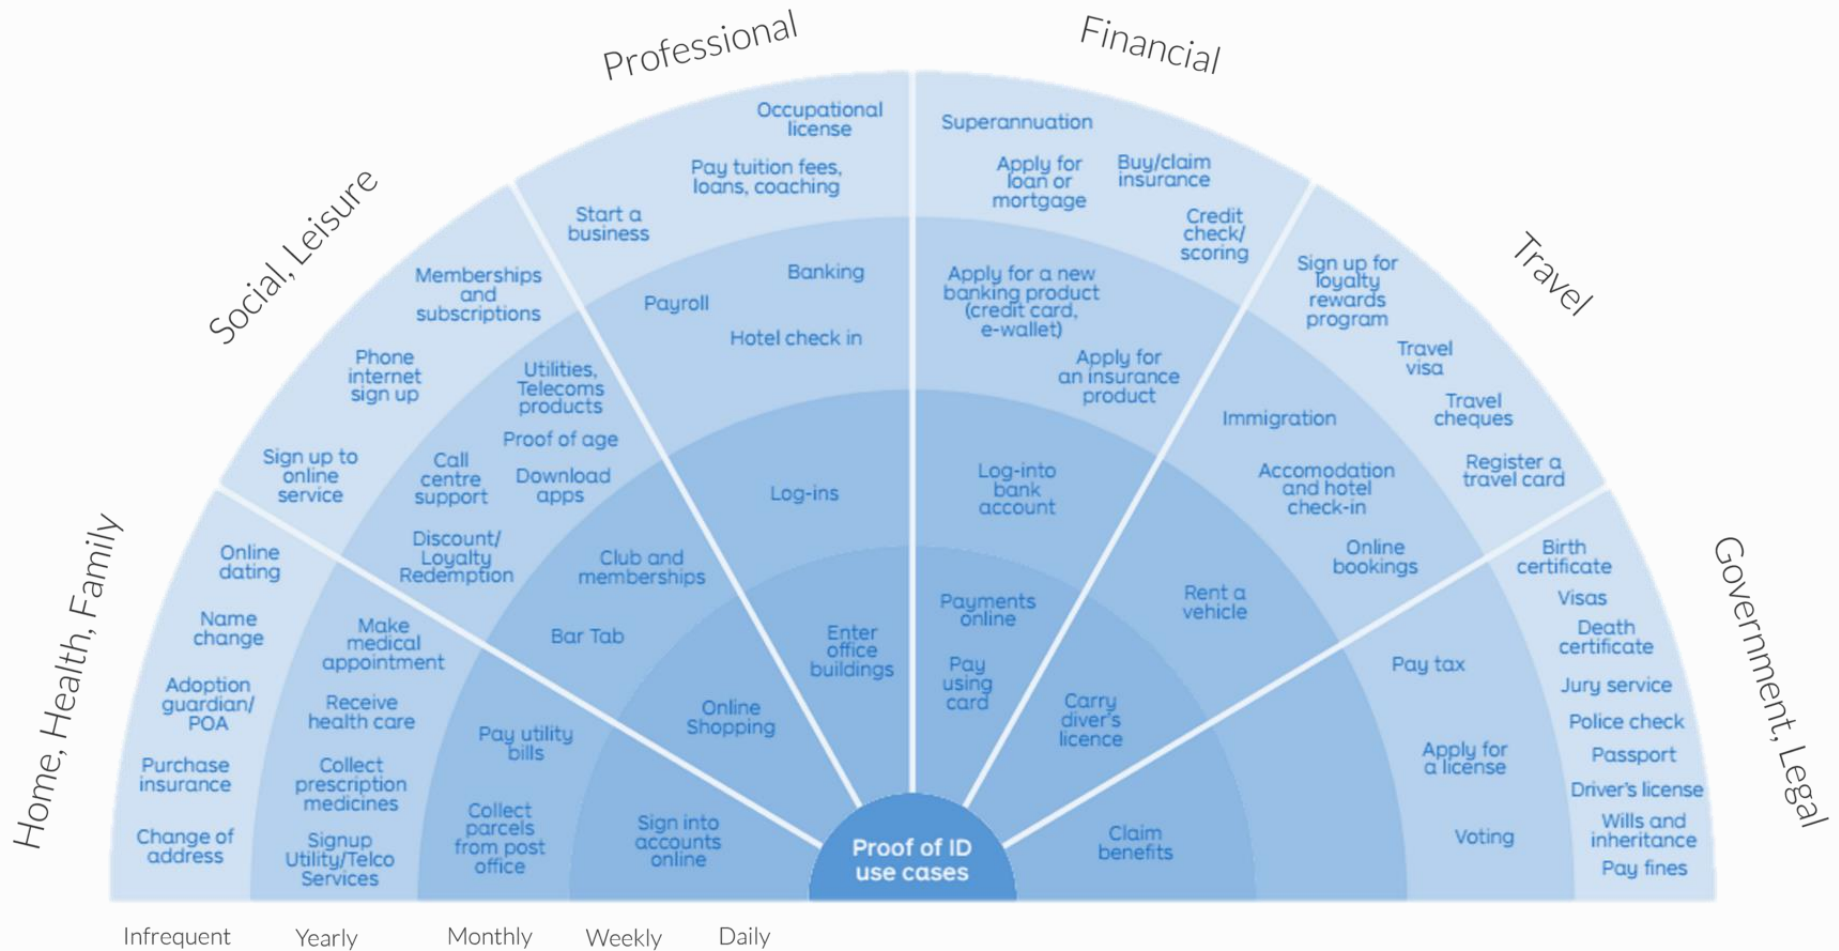 Professional
Financial
Social, Leisure
Travel
Home, Health, Family
Government, Legal
Occupational
license
Pay tuition fees,
loans, coaching
Start a
business
Banking
Payroll
Hotel check in
Log-ins
Enter
office
buildings
Superannuation
Apply for
loan or
mortgage
Buy/claim
insurance
Credit
check/
scoring
Apply for a new
banking product
(credit card,
e-wallet)
Apply for
an insurance
product
Log-into
bank
account
Payments
online
Pay
using
card
Memberships
and
subscriptions
Phone
internet
sign up
Sign up to
online
service
Utilities,
Telecoms
products
Proof of age
Call
centre
support
Download
apps
Discount/
Loyalty
Redemption
Club and
memberships
Bar Tab
Online
Shopping
Sign up for
loyalty
rewards
program
Travel
visa
Travel
cheques
Register a
travel card
Immigration
Accomodation
and hotel
check-in
Online
bookings
Rent a
vehicle
Carry
diver's
licence
Online
dating
Name
change
Adoption
guardian/
POA
Purchase
insurance
Change of
address
Make
medical
appointment
Receive
health care
Collect
prescription
medicines
Signup
Utility/Telco
Services
Pay utility
bills
Collect
parcels
from post
office
Sign into
accounts
online
Birth
certificate
Visas
Death
certificate
Jury service
Police check
Passport
Driver's license
Wills and
inheritance
Pay fines
Pay tax
Apply for
a license
Voting
Claim
benefits
Proof of ID
use cases
Infrequent
Yearly
Monthly
Weekly
Daily